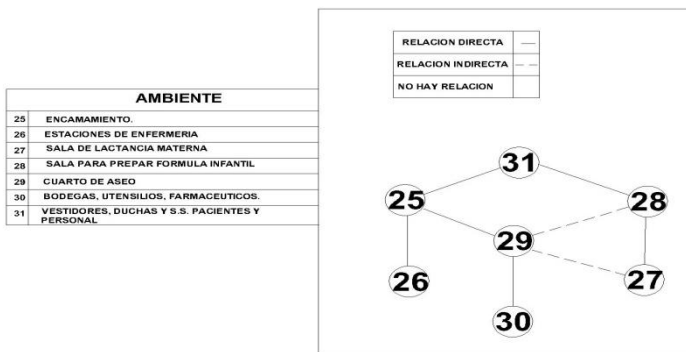 AMBIENTE
25 ENCAMAMIENTO.
26 ESTACIONES DE ENFERMERIA
27 SALA DE LACTANCIA MATERNA
28 SALA PARA PREPAR FORMULA INFANTIL
29 CUARTO DE ASEO
30 BODEGAS, UTENSILIOS, FARMACEUTICOS.
31 VESTIDORES, DUCHAS Y S.S. PACIENTES Y
PERSONAL
RELACION DIRECTA
RELACION INDIRECTA
NO HAY RELACION
31
25
28
29
26
27
30